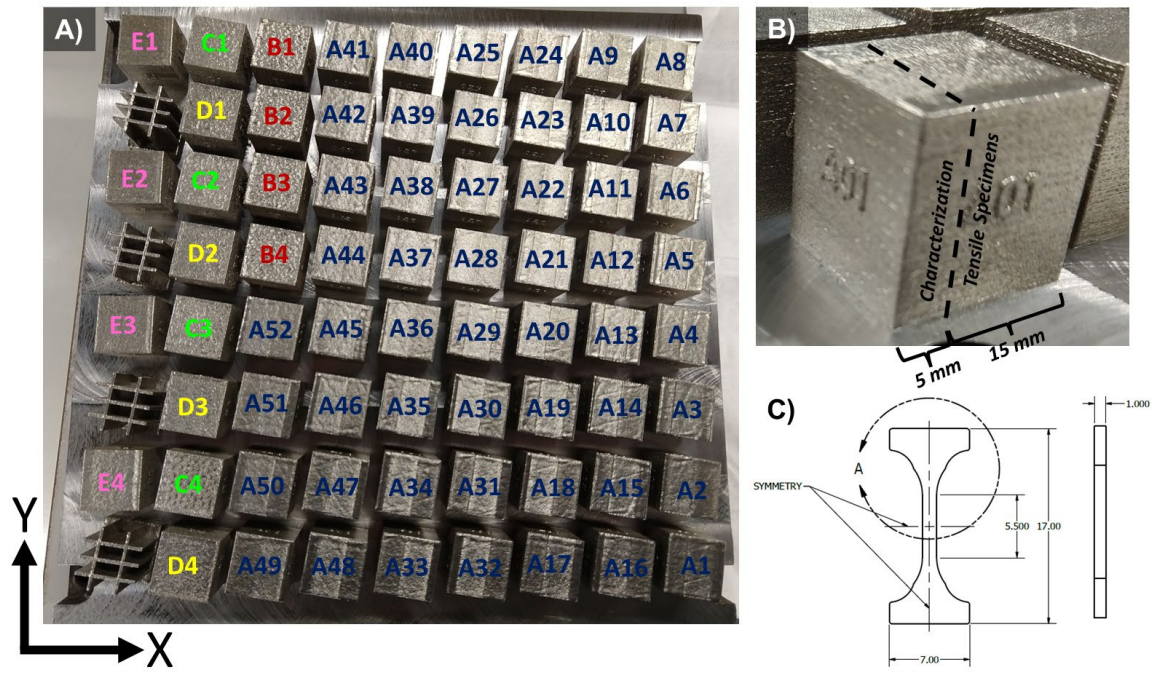 A)
E1 C1 B1 A41 A40 A25 A24 A9 A8
D1 B2 A42 A39 A26 A23 A10 A7
E2 C2 B3 A43 A38 A27 A22 A11 A6
D2 B4 A44 A37 A28 A21 A12 A5
E3 C3 A52 A45 A36 A29 A20 A13 A4
D3 A51 A46 A35 A30 A19 A14 A3
E4 C4 A50 A47 A34 A31 A18 A15 A2
D4 A49 A48 A33 A32 A17 A16 A1
Y
X
B)
Characterization
Tensile Specimens
5 mm
15 mm
C)
1.000
A
SYMMETRY
5.500
17.00
7.00